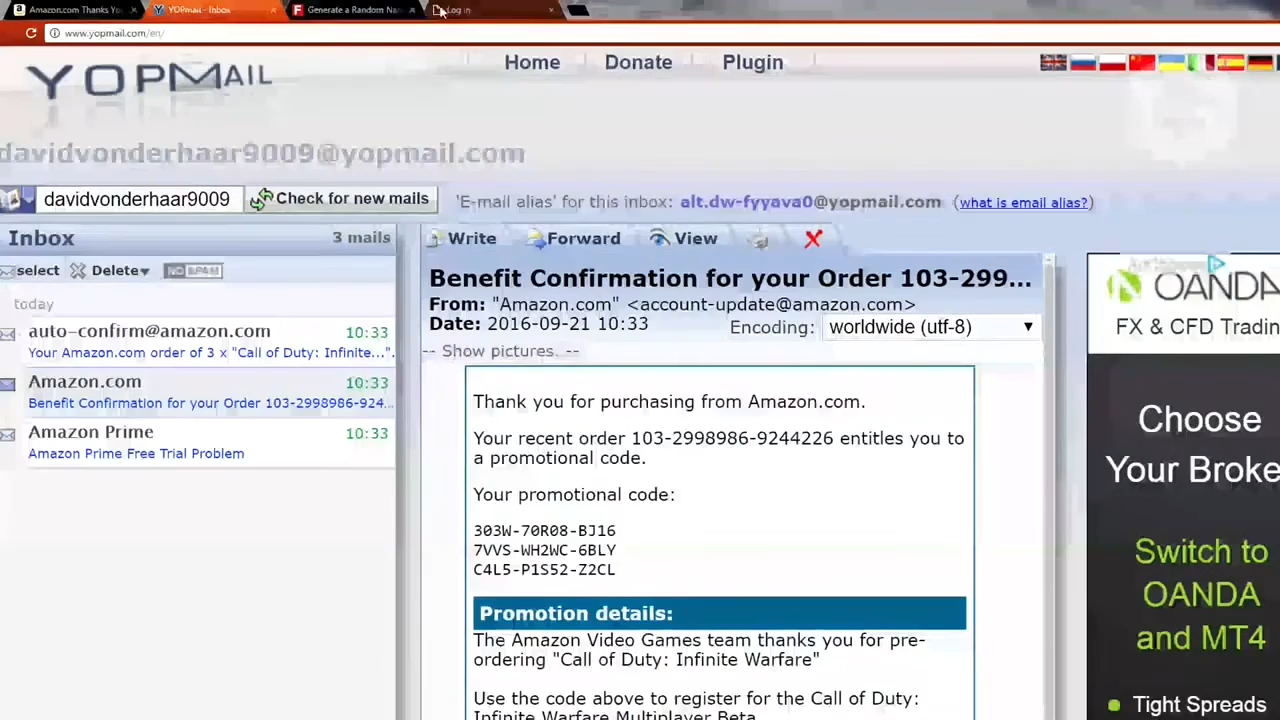 Amazon.com Thanks Yo
YOPmail - Inbox
Generate a Random Nam
Log in
www.yopmail.com/en/
YOPMAIL
Home
Donate
Plugin
davidvonderhaar9009@yopmail.com
davidvonderhaar9009
Check for new mails
'E-mail alias' for this inbox: alt.dw-fyyava0@yopmail.com (what is email alias?)
Inbox
3 mails
select
Delete
NO SPAM
today
auto-confirm@amazon.com 10:33
Your Amazon.com order of 3 x "Call of Duty: Infinite...".
Amazon.com 10:33
Benefit Confirmation for your Order 103-2998986-924...
Amazon Prime 10:33
Amazon Prime Free Trial Problem
Write
Forward
View
Benefit Confirmation for your Order 103-299...
From: "Amazon.com" <account-update@amazon.com>
Date: 2016-09-21 10:33
Encoding: worldwide (utf-8)
-- Show pictures. --
Thank you for purchasing from Amazon.com.
Your recent order 103-2998986-9244226 entitles you to
a promotional code.
Your promotional code:
303W-70R08-BJ16
7VVS-WH2WC-6BLY
C4L5-P1S52-Z2CL
Promotion details:
The Amazon Video Games team thanks you for pre-
ordering "Call of Duty: Infinite Warfare"
Use the code above to register for the Call of Duty:
Infinite Warfare Multiplayer Beta
OANDA
FX & CFD Tradin
Choose
Your Broke
Switch to
OANDA
and MT4
Tight Spreads